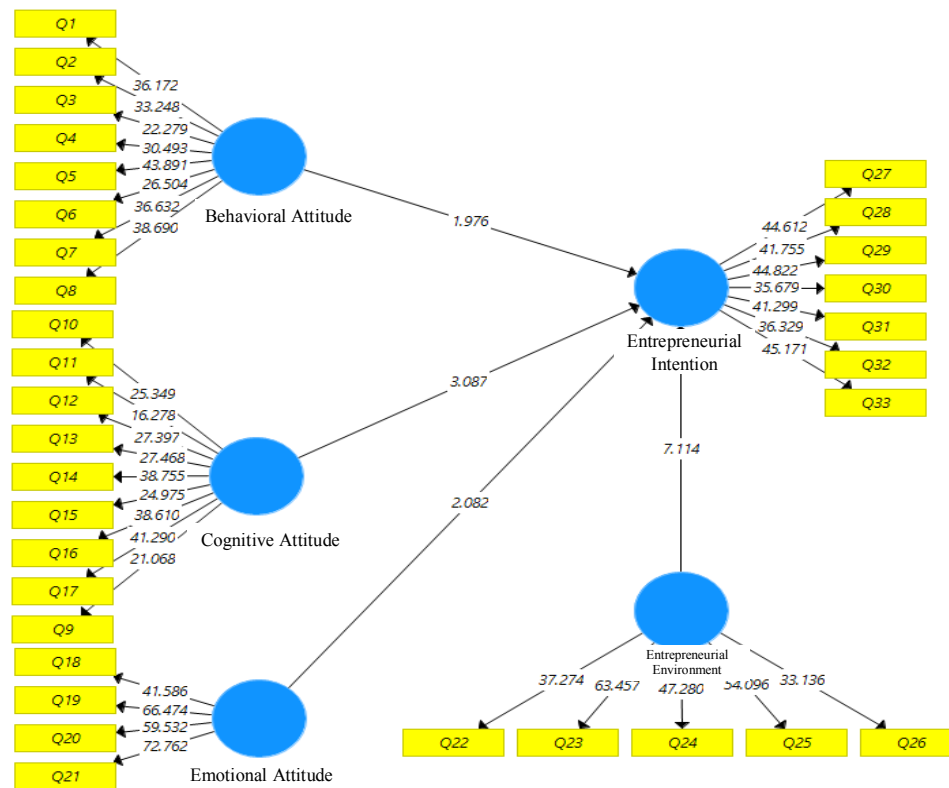 Q1
Q2
Q3
Q4
Q5
Q6
Q7
Q8
36.172
33.248
22.279
30.493
43.891
26.504
36.632
38.690
Behavioral Attitude
1.976
Q10
Q11
Q12
Q13
Q14
Q15
Q16
Q17
Q9
25.349
16.278
27.397
27.468
38.755
24.975
38.610
41.290
21.068
Cognitive Attitude
3.087
Q18
Q19
Q20
Q21
41.586
66.474
59.532
72.762
Emotional Attitude
2.082
Entrepreneurial
Intention
44.612
41.755
44.822
35.679
41.299
36.329
45.171
Q27
Q28
Q29
Q30
Q31
Q32
Q33
7.114
Entrepreneurial
Environment
37.274
63.457
47.280
54.096
33.136
Q22
Q23
Q24
Q25
Q26